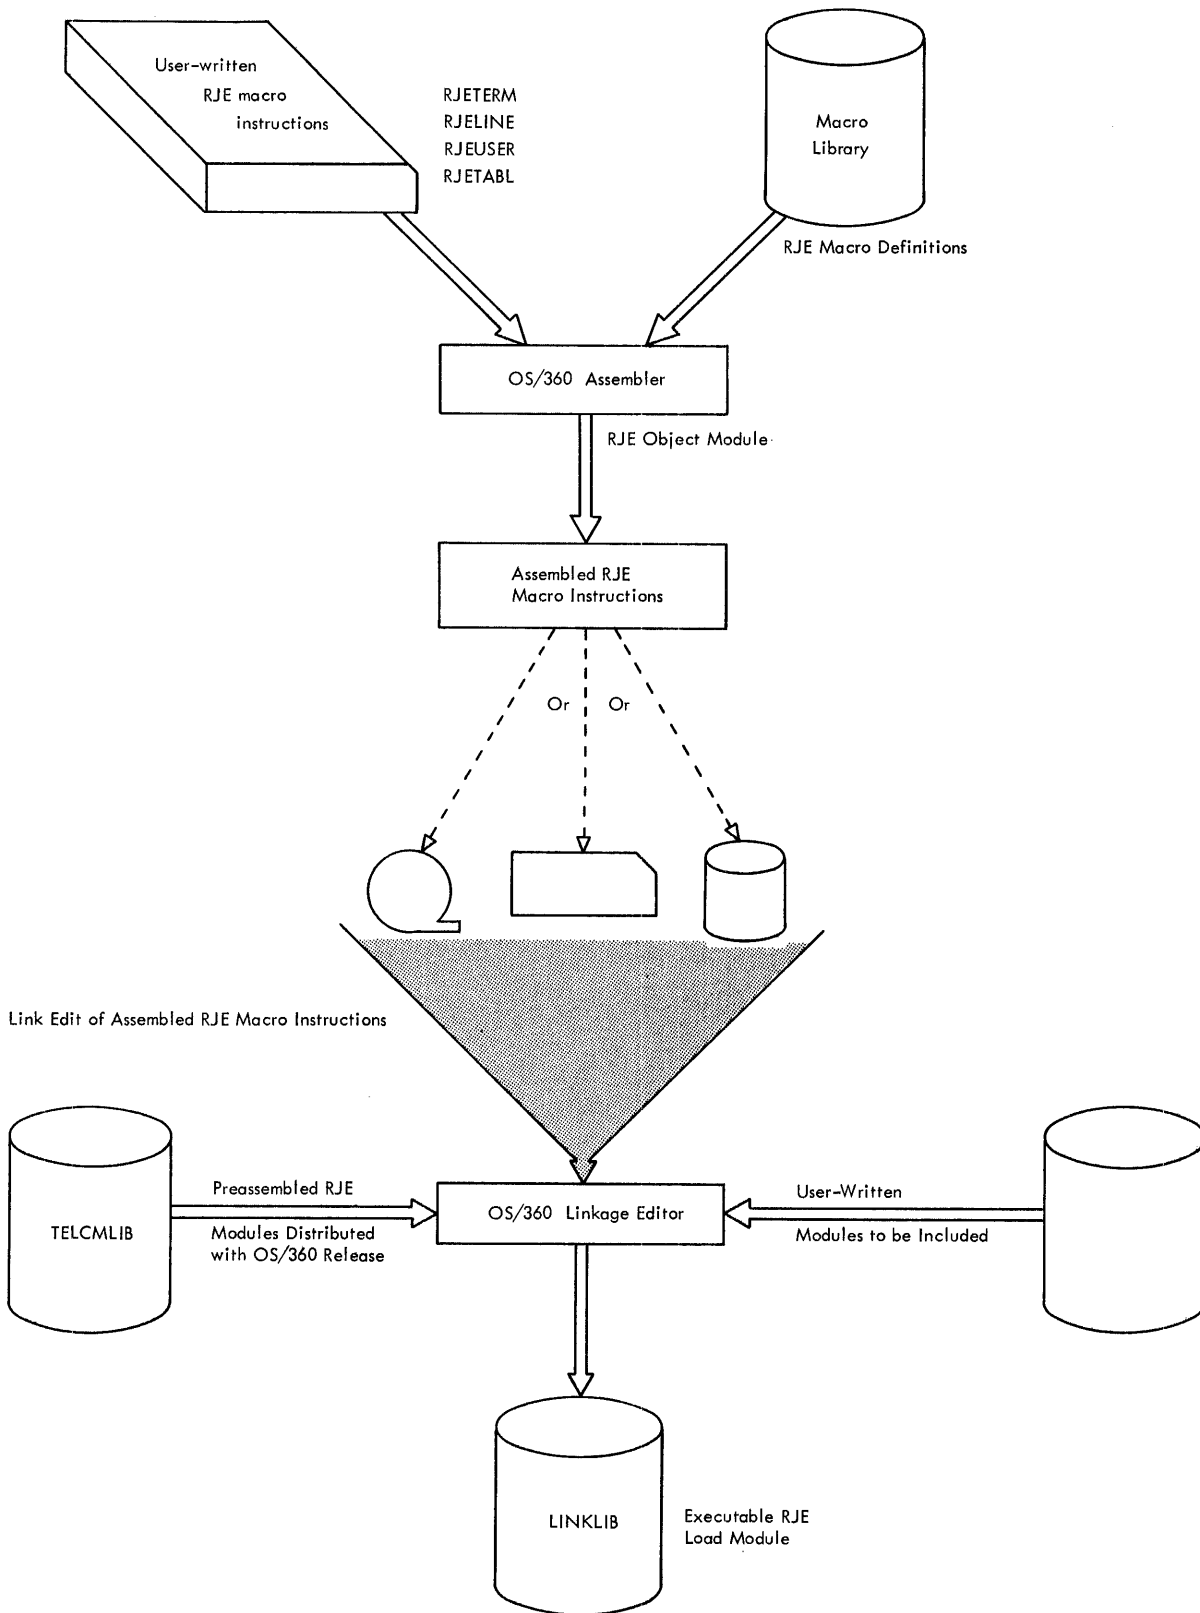 User-written
RJE macro
instructions
RJETERM
RJELINE
RJEUSER
RJETABL
Macro
Library
RJE Macro Definitions
OS/360 Assembler
RJE Object Module
Assembled RJE
Macro Instructions
Or
Or
Link Edit of Assembled RJE Macro Instructions
TELCMLIB
Preassembled RJE
Modules Distributed
with OS/360 Release
OS/360 Linkage Editor
User-Written
Modules to be Included
LINKLIB
Executable RJE
Load Module